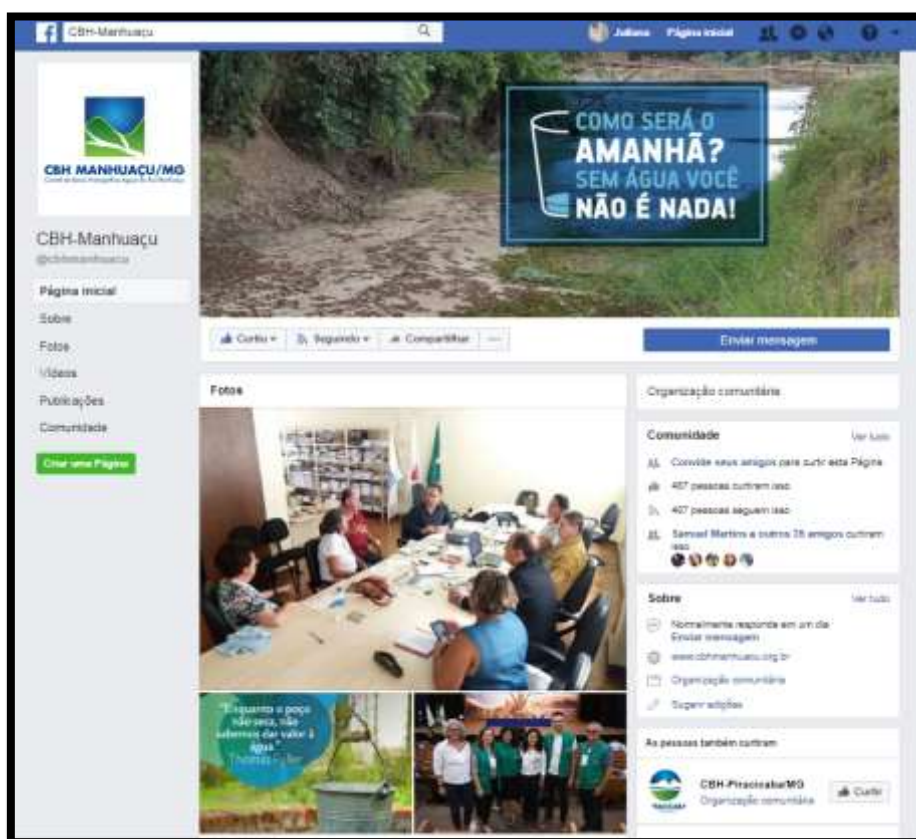 CBH-Manhuaçu
Juliana Página inicial
COMO SERÁ O
AMANHÃ?
SEM ÁGUA VOCÊ
NÃO É NADA!
CBH MANHUAÇU/MG
CBH-Manhuaçu
@cbhmanhuacu
Página inicial
Sobre
Fotos
Vídeos
Publicações
Comunidade
Criar uma Página
Curtiu Seguindo Compartilhar ...
Enviar mensagem
Fotos
"Enquanto o poço
não seca, não
sabemos dar valor à
água."
Thomas Fuller
Organização comunitária
Comunidade Ver tudo
Convide seus amigos para curtir esta Página
467 pessoas curtiram isso
467 pessoas seguem isso
Samuel Martins e outros 28 amigos curtiram
isso
Sobre Ver tudo
Normalmente responde em um dia
Enviar mensagem
www.cbhmanhuacu.org.br
Organização comunitária
Sugerir edições
As pessoas também curtiram
CBH-Piracicaba/MG
Organização comunitária
Curtir